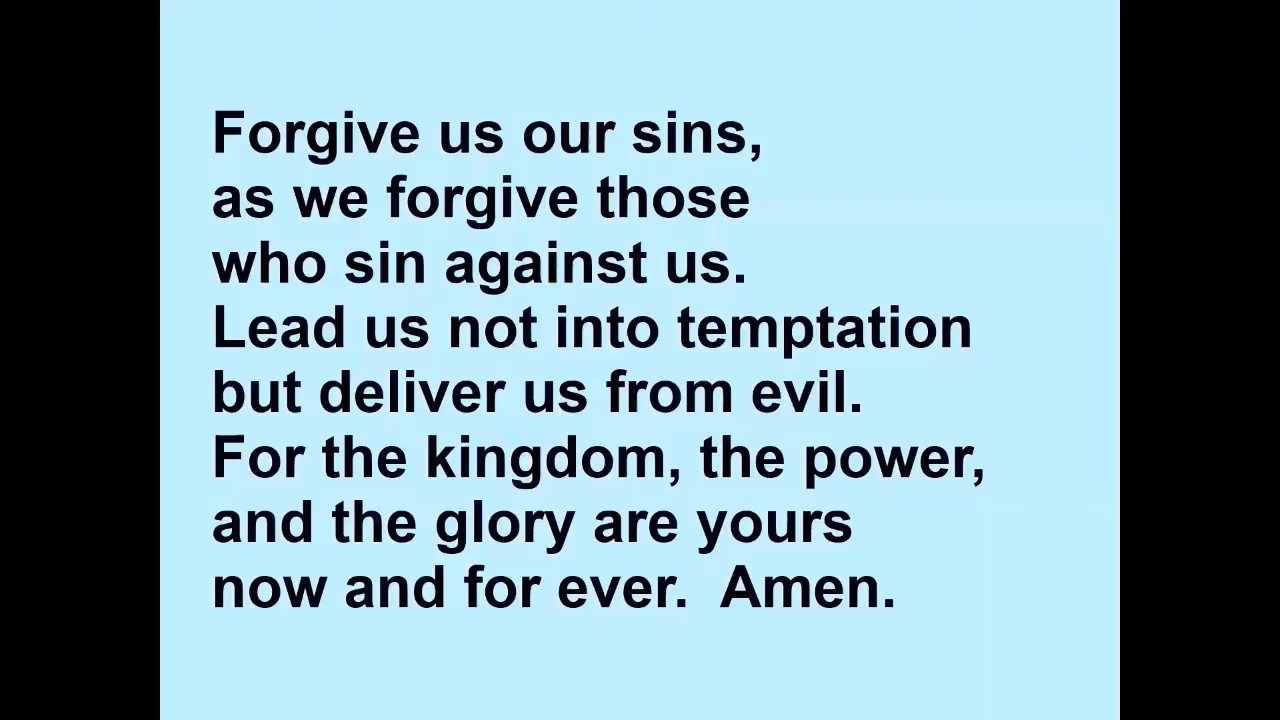 Forgive us our sins,
as we forgive those
who sin against us.
Lead us not into temptation
but deliver us from evil.
For the kingdom, the power,
and the glory are yours
now and for ever.  Amen.